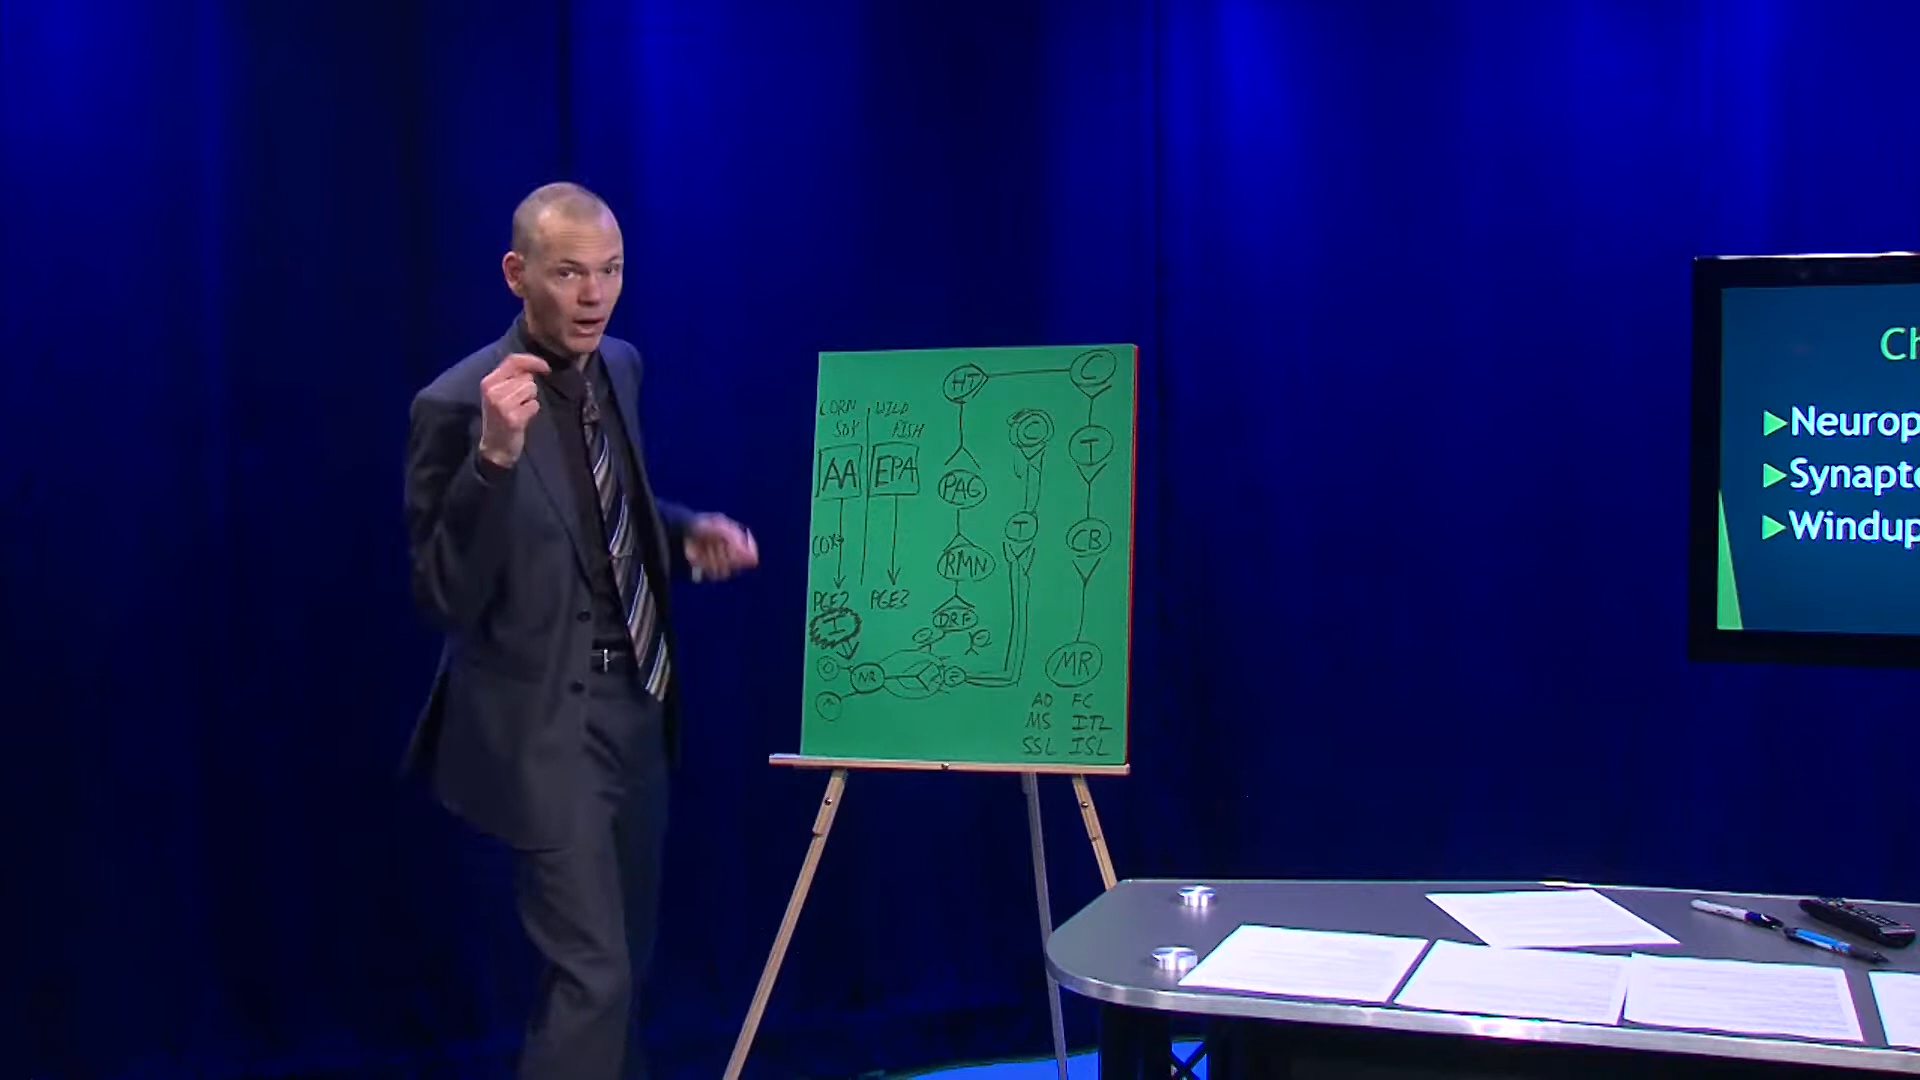 CORN WILD
SOY FISH
AA EPA
COX
PGE2 PGE3
I
NR
HT C
C
T
PAG
T
RMN CB
DRF
MR
AD FC
MS ITL
SSL ISL
Ch
▶Neurop
▶Synapto
▶Windup